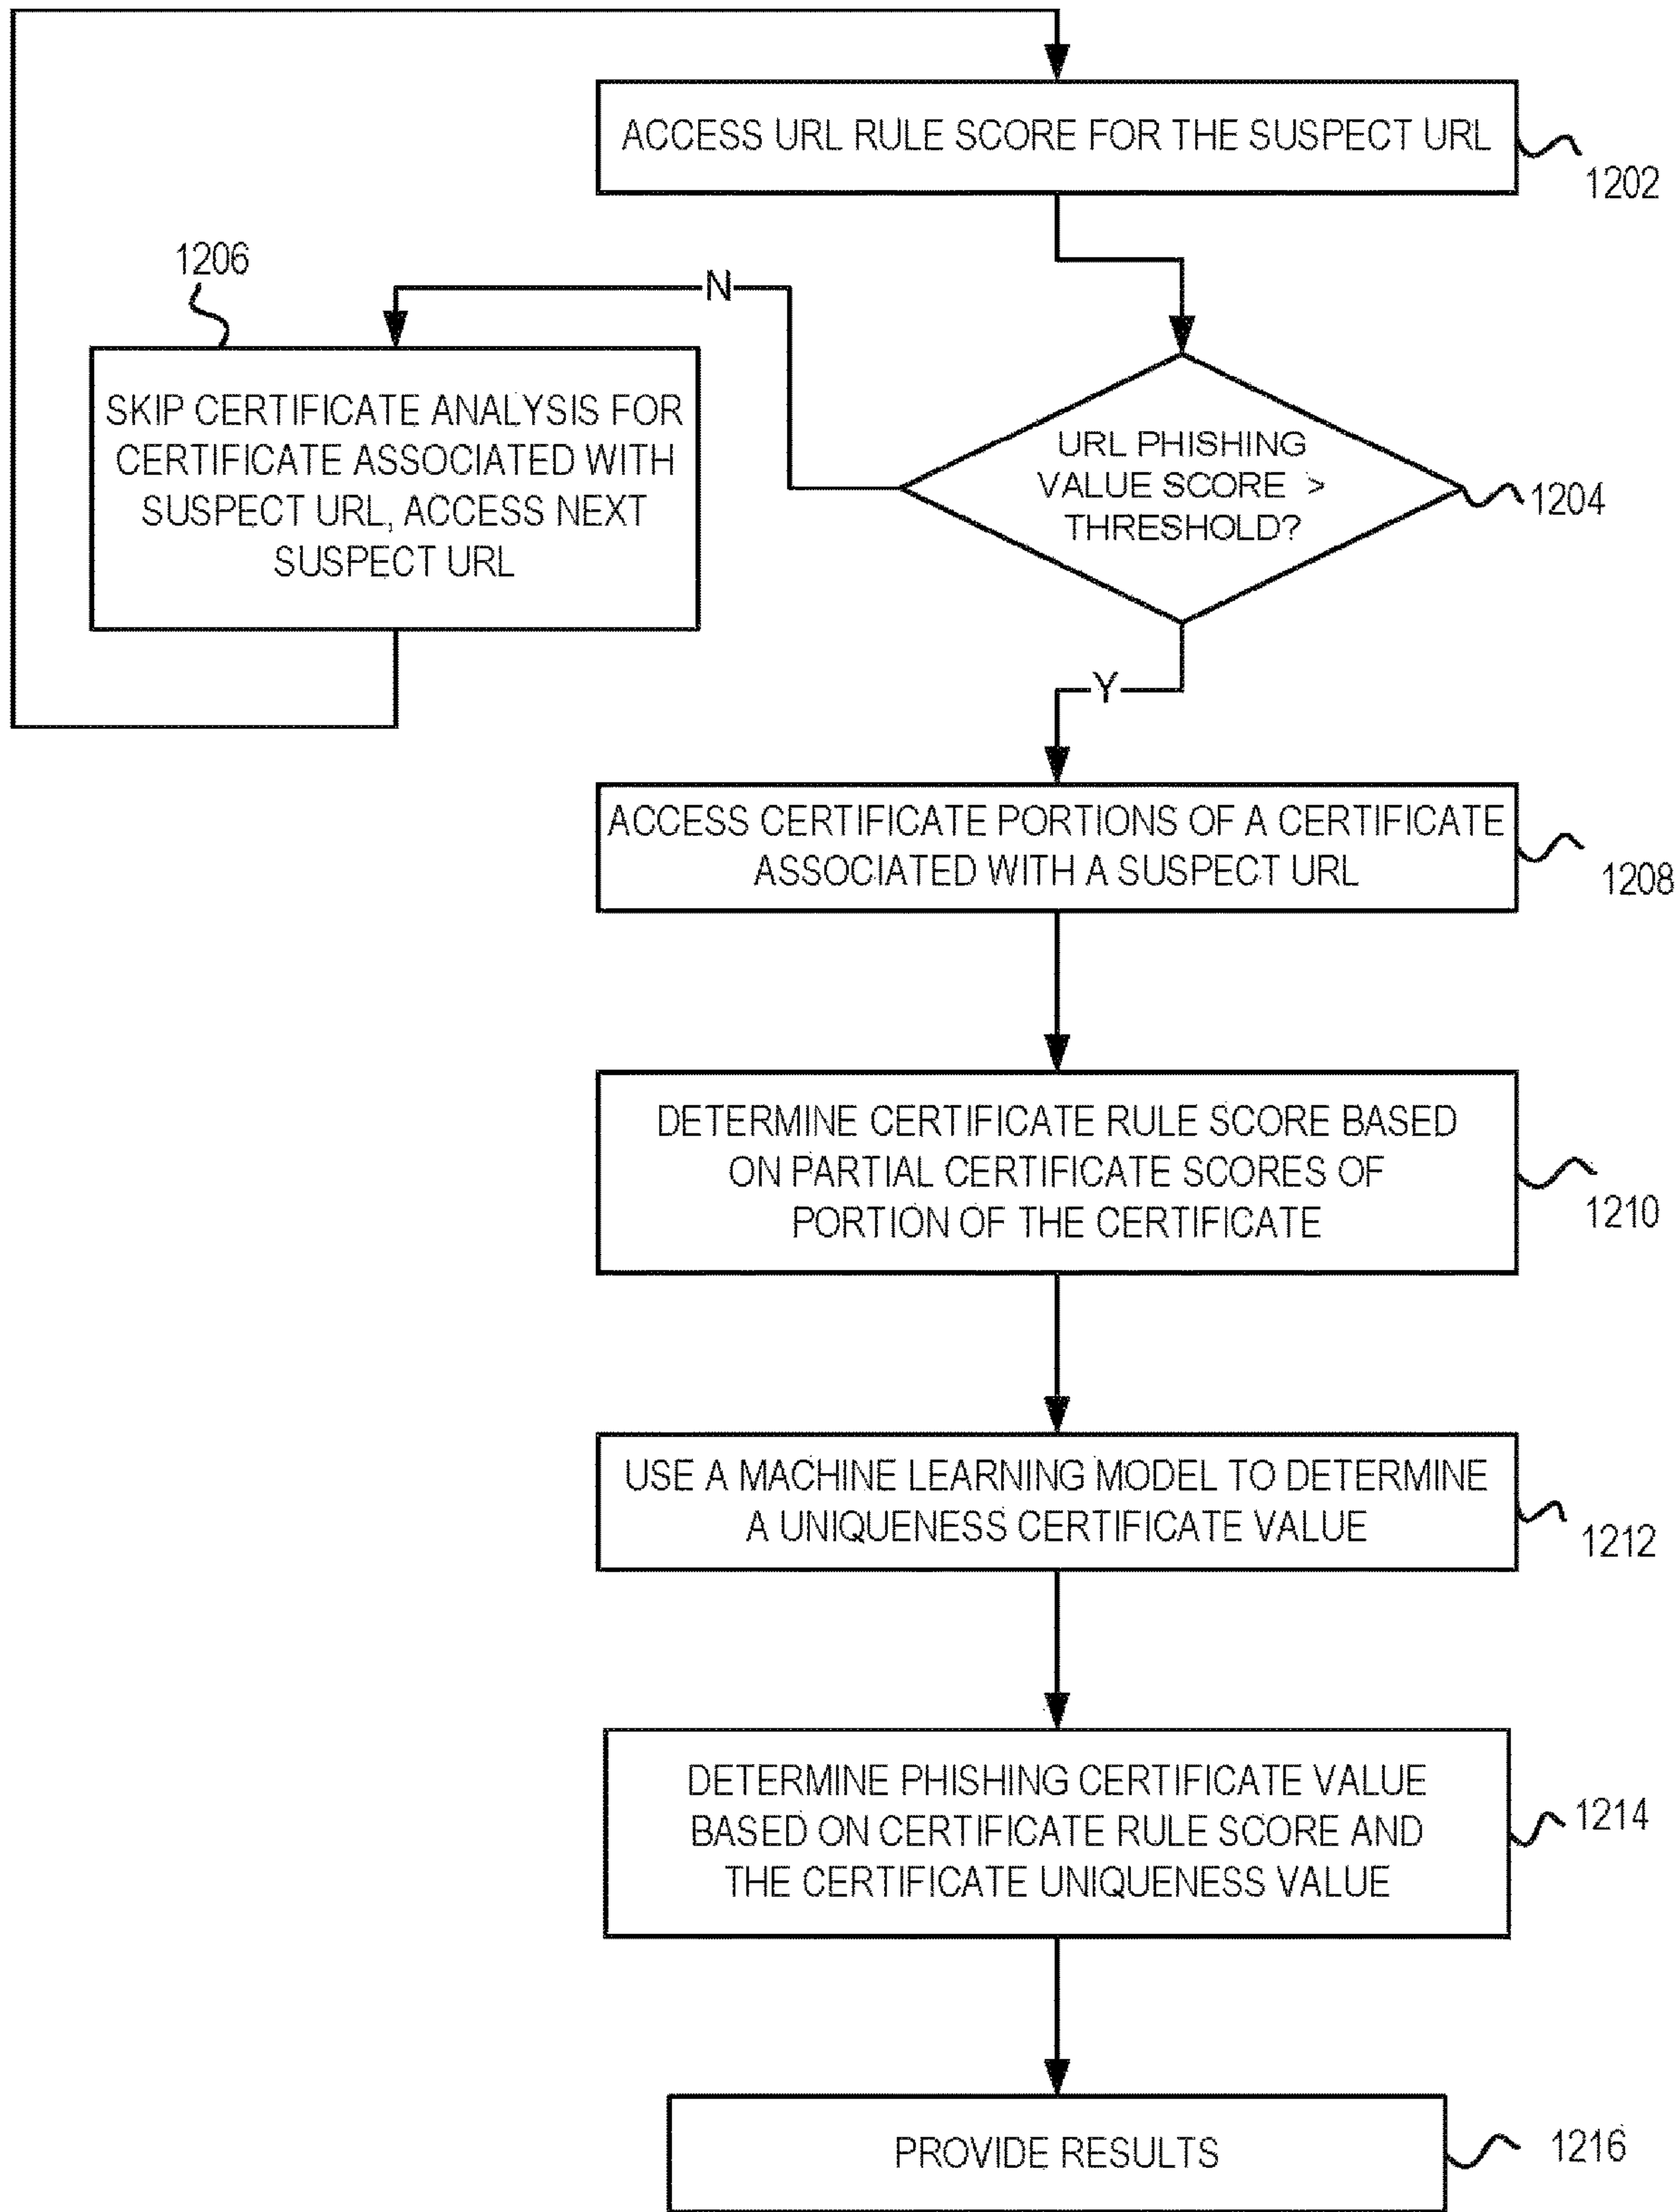 ACCESS URL RULE SCORE FOR THE SUSPECT URL
1202
1206
N
SKIP CERTIFICATE ANALYSIS FOR
CERTIFICATE ASSOCIATED WITH
SUSPECT URL, ACCESS NEXT
SUSPECT URL
URL PHISHING
VALUE SCORE >
THRESHOLD?
1204
Y
ACCESS CERTIFICATE PORTIONS OF A CERTIFICATE
ASSOCIATED WITH A SUSPECT URL
1208
DETERMINE CERTIFICATE RULE SCORE BASED
ON PARTIAL CERTIFICATE SCORES OF
PORTION OF THE CERTIFICATE
1210
USE A MACHINE LEARNING MODEL TO DETERMINE
A UNIQUENESS CERTIFICATE VALUE
1212
DETERMINE PHISHING CERTIFICATE VALUE
BASED ON CERTIFICATE RULE SCORE AND
THE CERTIFICATE UNIQUENESS VALUE
1214
PROVIDE RESULTS
1216